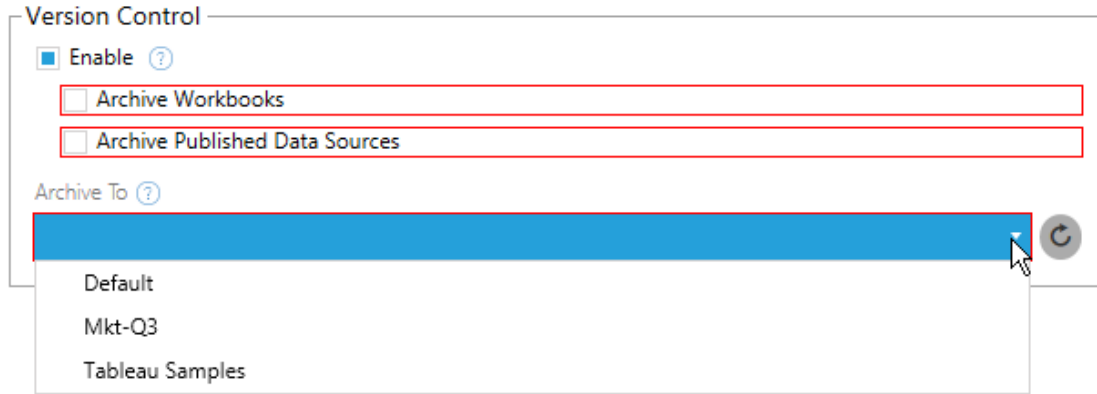 Version Control
Enable ?
Archive Workbooks
Archive Published Data Sources
Archive To ?
Default
Mkt-Q3
Tableau Samples